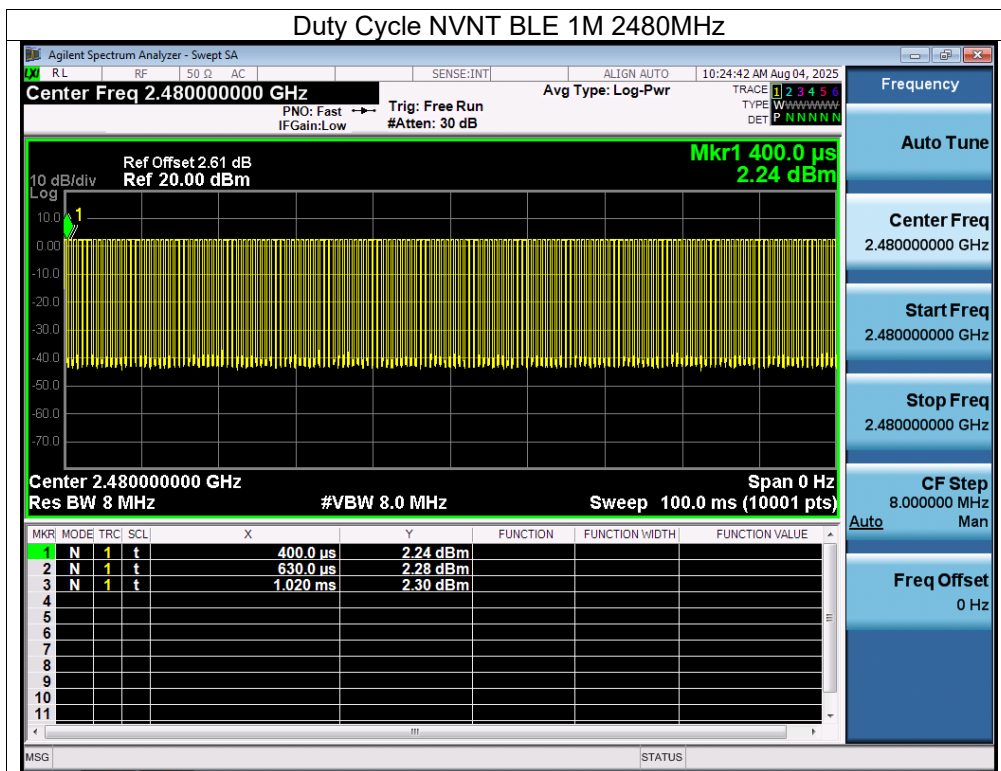 Duty Cycle NVNT BLE 1M 2480MHz
Agilent Spectrum Analyzer - Swept SA
LXI RL RF 50 Ω AC SENSE:INT ALIGN AUTO 10:24:42 AM Aug 04, 2025
Center Freq 2.480000000 GHz Avg Type: Log-Pwr TRACE 1 2 3 4 5 6
PNO: Fast Trig: Free Run TYPE WWWWWW
IFGain:Low #Atten: 30 dB DET P NNNNN
Frequency
Auto Tune
Center Freq
2.480000000 GHz
Start Freq
2.480000000 GHz
Stop Freq
2.480000000 GHz
CF Step
8.000000 MHz
Auto Man
Freq Offset
0 Hz
Mkr1 400.0 µs
2.24 dBm
Ref Offset 2.61 dB
10 dB/div Ref 20.00 dBm
Log
1
10.0
0.00
-10.0
-20.0
-30.0
-40.0
-50.0
-60.0
-70.0
Center 2.480000000 GHz Span 0 Hz
Res BW 8 MHz #VBW 8.0 MHz Sweep 100.0 ms (10001 pts)
MKR MODE TRC SCL X Y FUNCTION FUNCTION WIDTH FUNCTION VALUE
1 N 1 t 400.0 µs 2.24 dBm
2 N 1 t 630.0 µs 2.28 dBm
3 N 1 t 1.020 ms 2.30 dBm
4
5
6
7
8
9
10
11
MSG STATUS